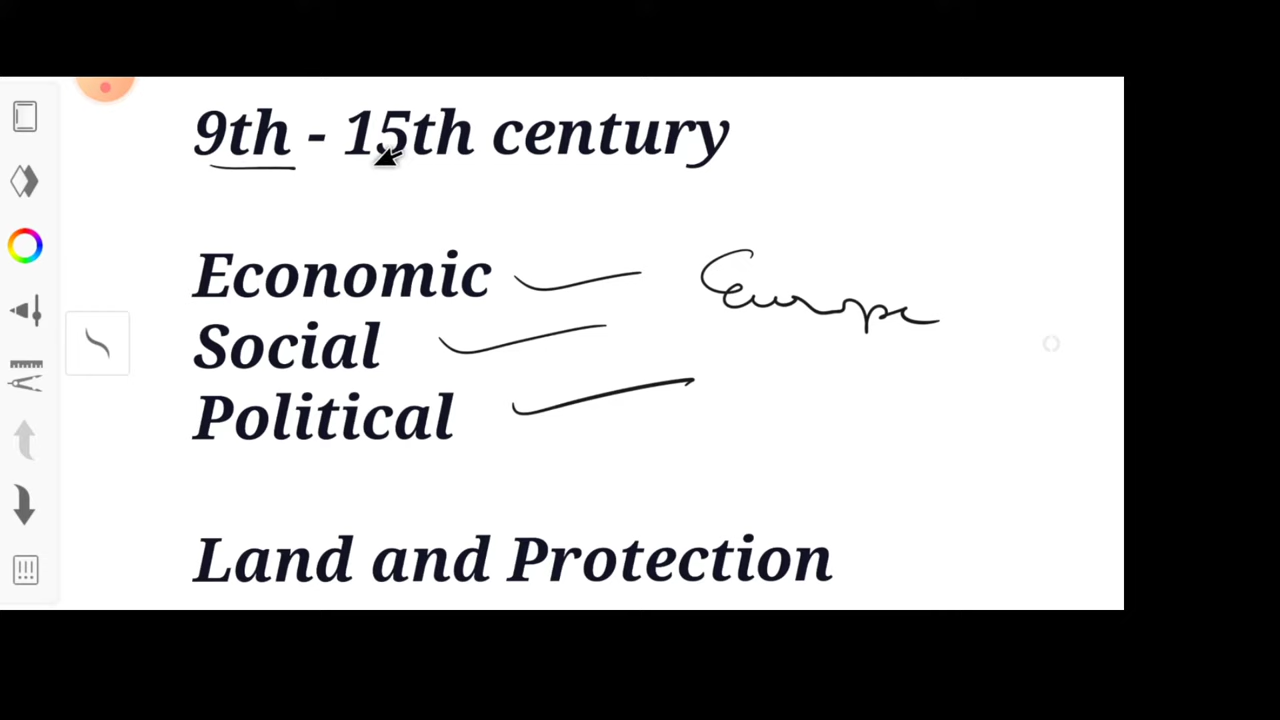 9th - 15th century
Economic
Europe
Social
Political
Land and Protection